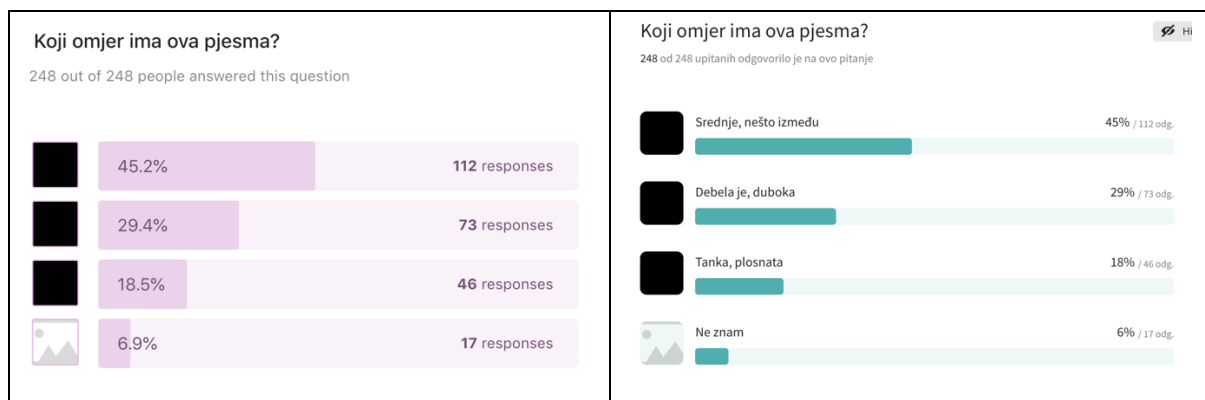 Koji omjer ima ova pjesma?
248 out of 248 people answered this question
45.2% 112 responses
29.4% 73 responses
18.5% 46 responses
6.9% 17 responses
Koji omjer ima ova pjesma?
Hi
248 od 248 upitanih odgovorilo je na ovo pitanje
Srednje, nešto između 45% / 112 odg.
Debela je, duboka 29% / 73 odg.
Tanka, plosnata 18% / 46 odg.
Ne znam 6% / 17 odg.